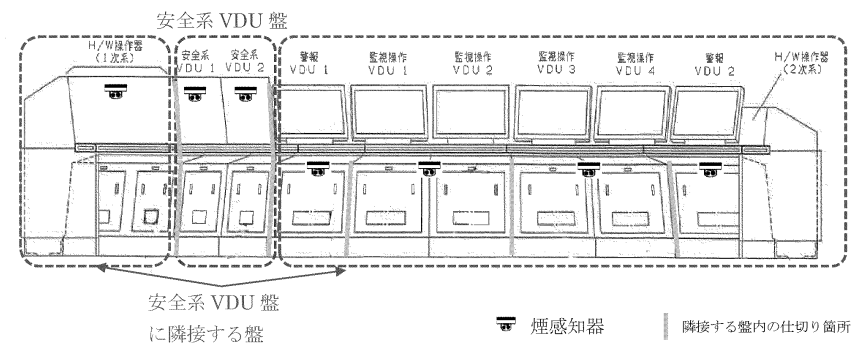 安全系 VDU 盤
H/W操作器
(1次系)
安全系
VDU 1
安全系
VDU 2
警報
VDU 1
監視操作
VDU 1
監視操作
VDU 2
監視操作
VDU 3
監視操作
VDU 4
警報
VDU 2
H/W操作器
(2次系)
安全系 VDU 盤
に隣接する盤
煙感知器
隣接する盤内の仕切り箇所